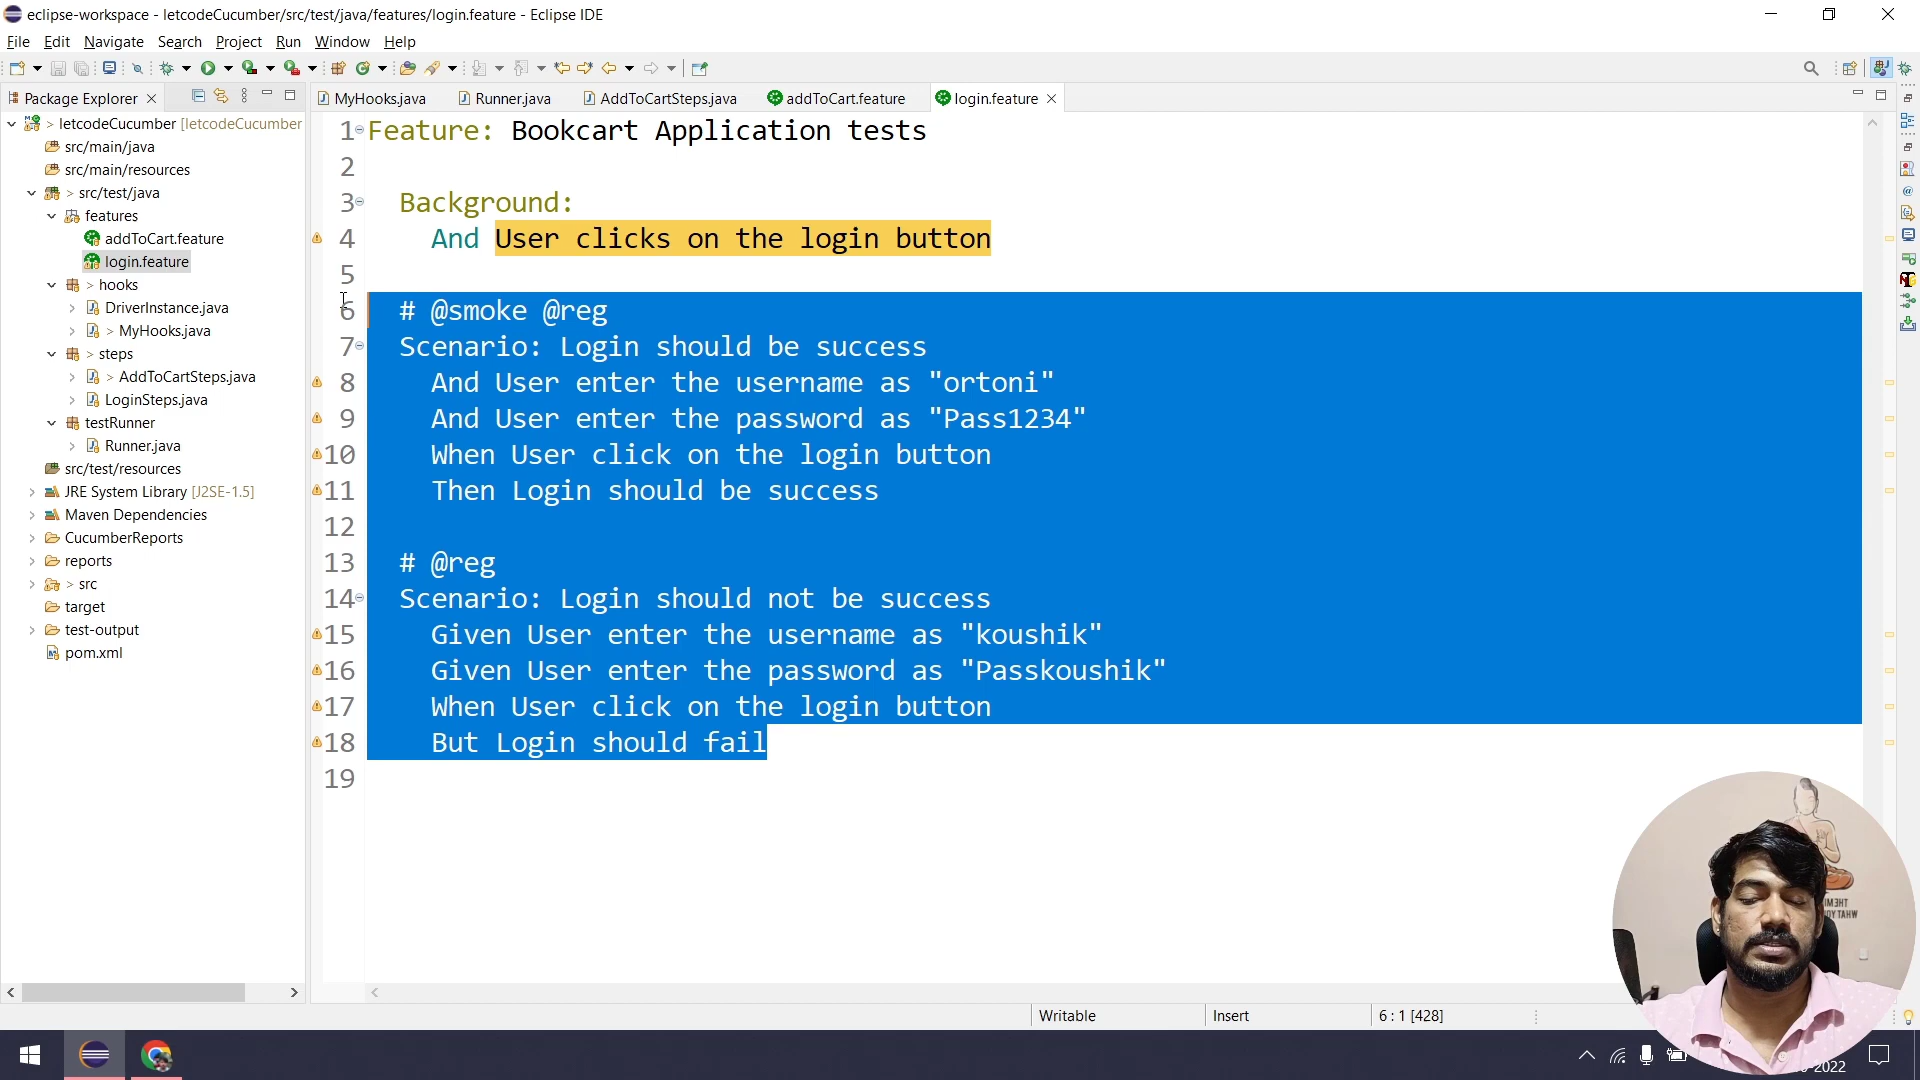 eclipse-workspace - letcodeCucumber/src/test/java/features/login.feature - Eclipse IDE
File Edit Navigate Search Project Run Window Help
Package Explorer
MyHooks.java Runner.java AddToCartSteps.java addToCart.feature login.feature
> letcodeCucumber [letcodeCucumber
src/main/java
src/main/resources
> src/test/java
features
addToCart.feature
login.feature
> hooks
DriverInstance.java
> MyHooks.java
> steps
> AddToCartSteps.java
LoginSteps.java
testRunner
Runner.java
src/test/resources
JRE System Library [J2SE-1.5]
Maven Dependencies
CucumberReports
reports
> src
target
test-output
pom.xml
1 Feature: Bookcart Application tests
2
3 Background:
4 And User clicks on the login button
5
6 # @smoke @reg
7 Scenario: Login should be success
8 And User enter the username as "ortoni"
9 And User enter the password as "Pass1234"
10 When User click on the login button
11 Then Login should be success
12
13 # @reg
14 Scenario: Login should not be success
15 Given User enter the username as "koushik"
16 Given User enter the password as "Passkoushik"
17 When User click on the login button
18 But Login should fail
19
Writable Insert 6 : 1 [428]
-2022